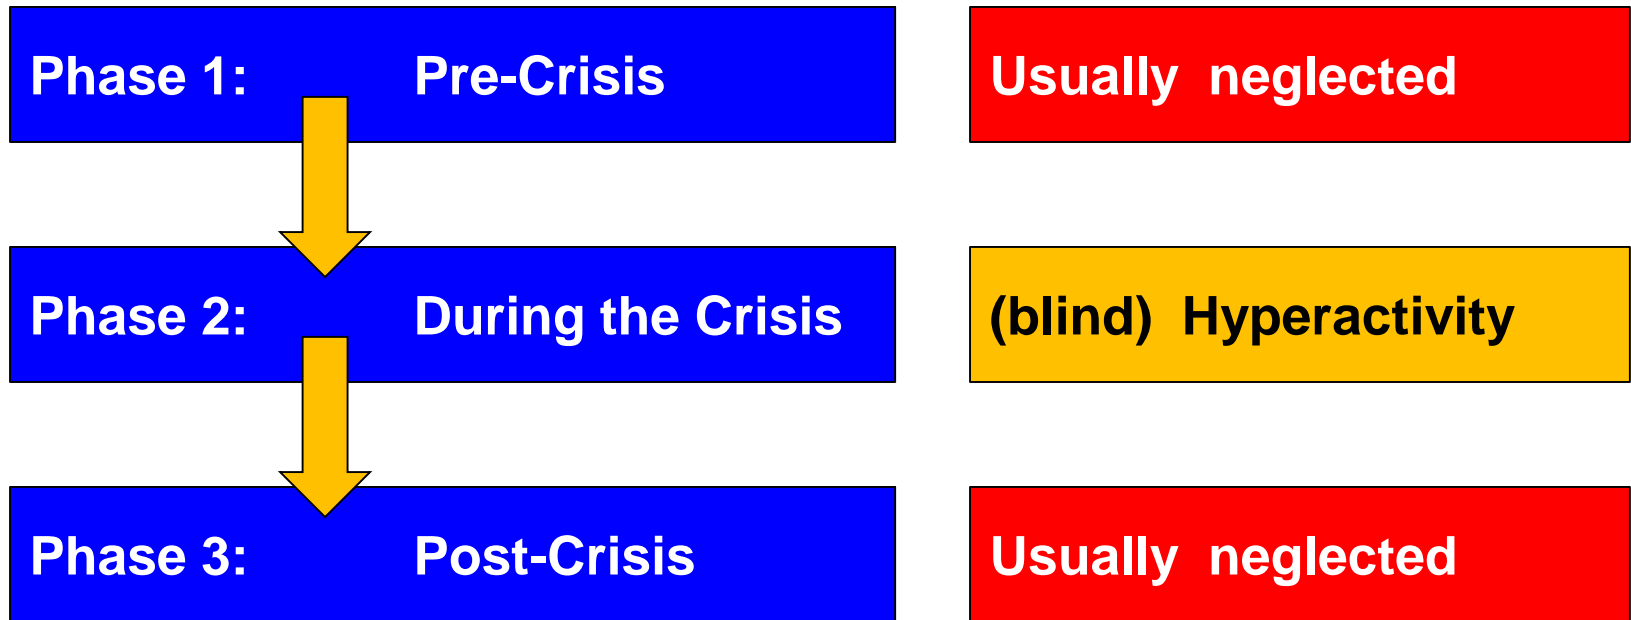 Phase 1: Pre-Crisis Usually neglected
Phase 2: During the Crisis (blind) Hyperactivity
Phase 3: Post-Crisis Usually neglected